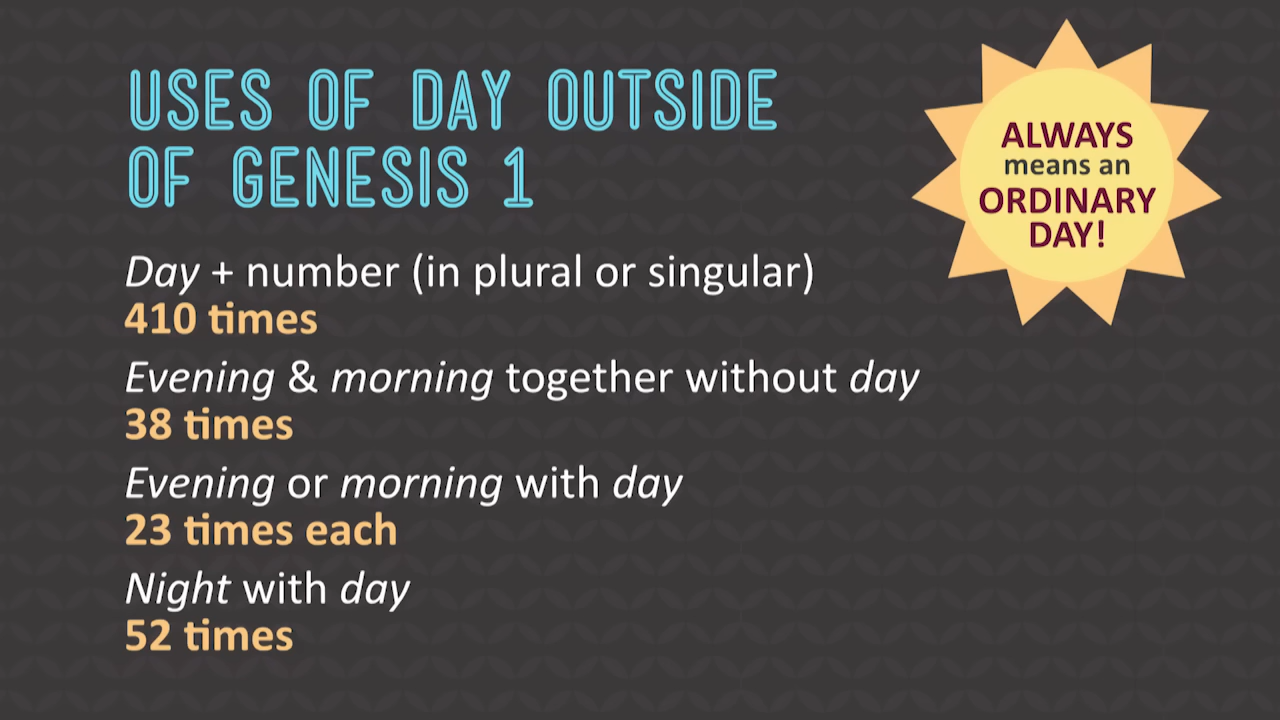 USES OF DAY OUTSIDE
OF GENESIS 1
ALWAYS
means an
ORDINARY
DAY!
Day + number (in plural or singular)
410 times
Evening & morning together without day
38 times
Evening or morning with day
23 times each
Night with day
52 times